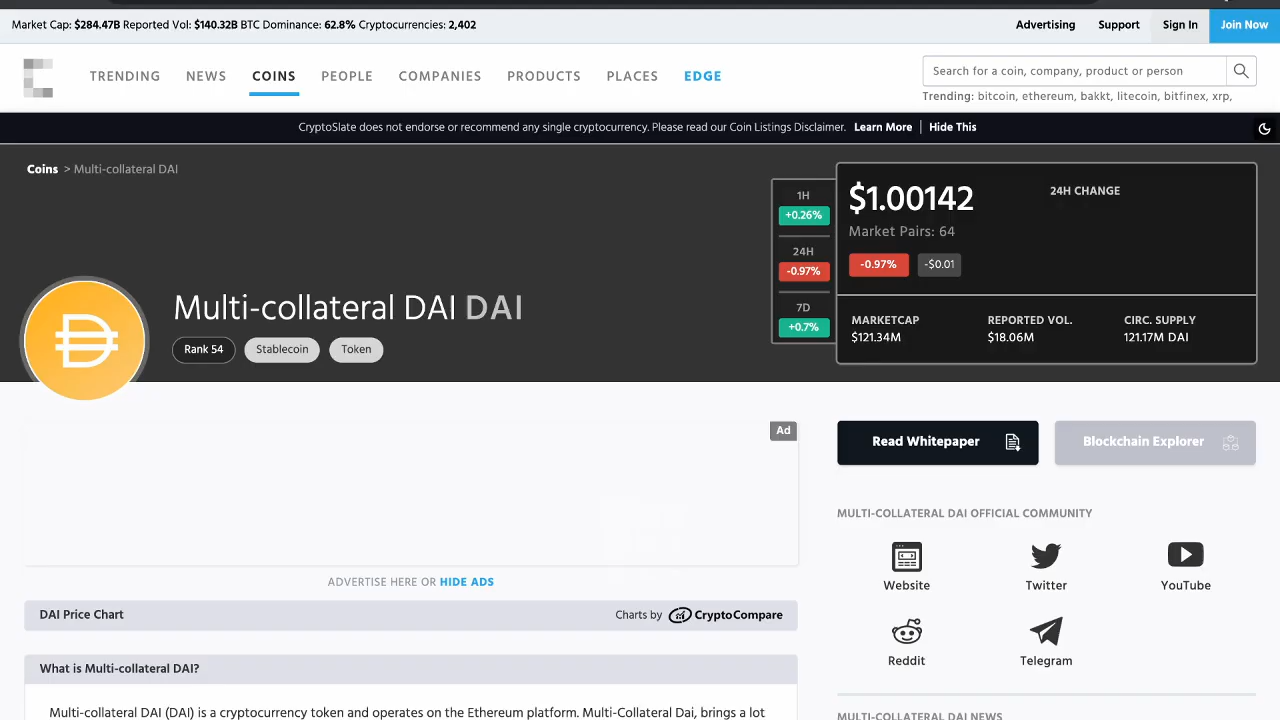 Market Cap: $284.47B Reported Vol: $140.32B BTC Dominance: 62.8% Cryptocurrencies: 2,402
Advertising Support Sign In Join Now
TRENDING NEWS COINS PEOPLE COMPANIES PRODUCTS PLACES EDGE
Search for a coin, company, product or person
Trending: bitcoin, ethereum, bakkt, litecoin, bitfinex, xrp,
CryptoSlate does not endorse or recommend any single cryptocurrency. Please read our Coin Listings Disclaimer. Learn More | Hide This
Coins > Multi-collateral DAI
1H
+0.26%
24H
-0.97%
7D
+0.7%
$1.00142
24H CHANGE
Market Pairs: 64
-0.97% -$0.01
MARKETCAP REPORTED VOL. CIRC. SUPPLY
$121.34M $18.06M 121.17M DAI
Multi-collateral DAI DAI
Rank 54 Stablecoin Token
Ad
ADVERTISE HERE OR HIDE ADS
DAI Price Chart Charts by CryptoCompare
What is Multi-collateral DAI?
Multi-collateral DAI (DAI) is a cryptocurrency token and operates on the Ethereum platform. Multi-Collateral Dai, brings a lot
Read Whitepaper Blockchain Explorer
MULTI-COLLATERAL DAI OFFICIAL COMMUNITY
Website Twitter YouTube
Reddit Telegram
MULTI-COLLATERAL DAI NEWS